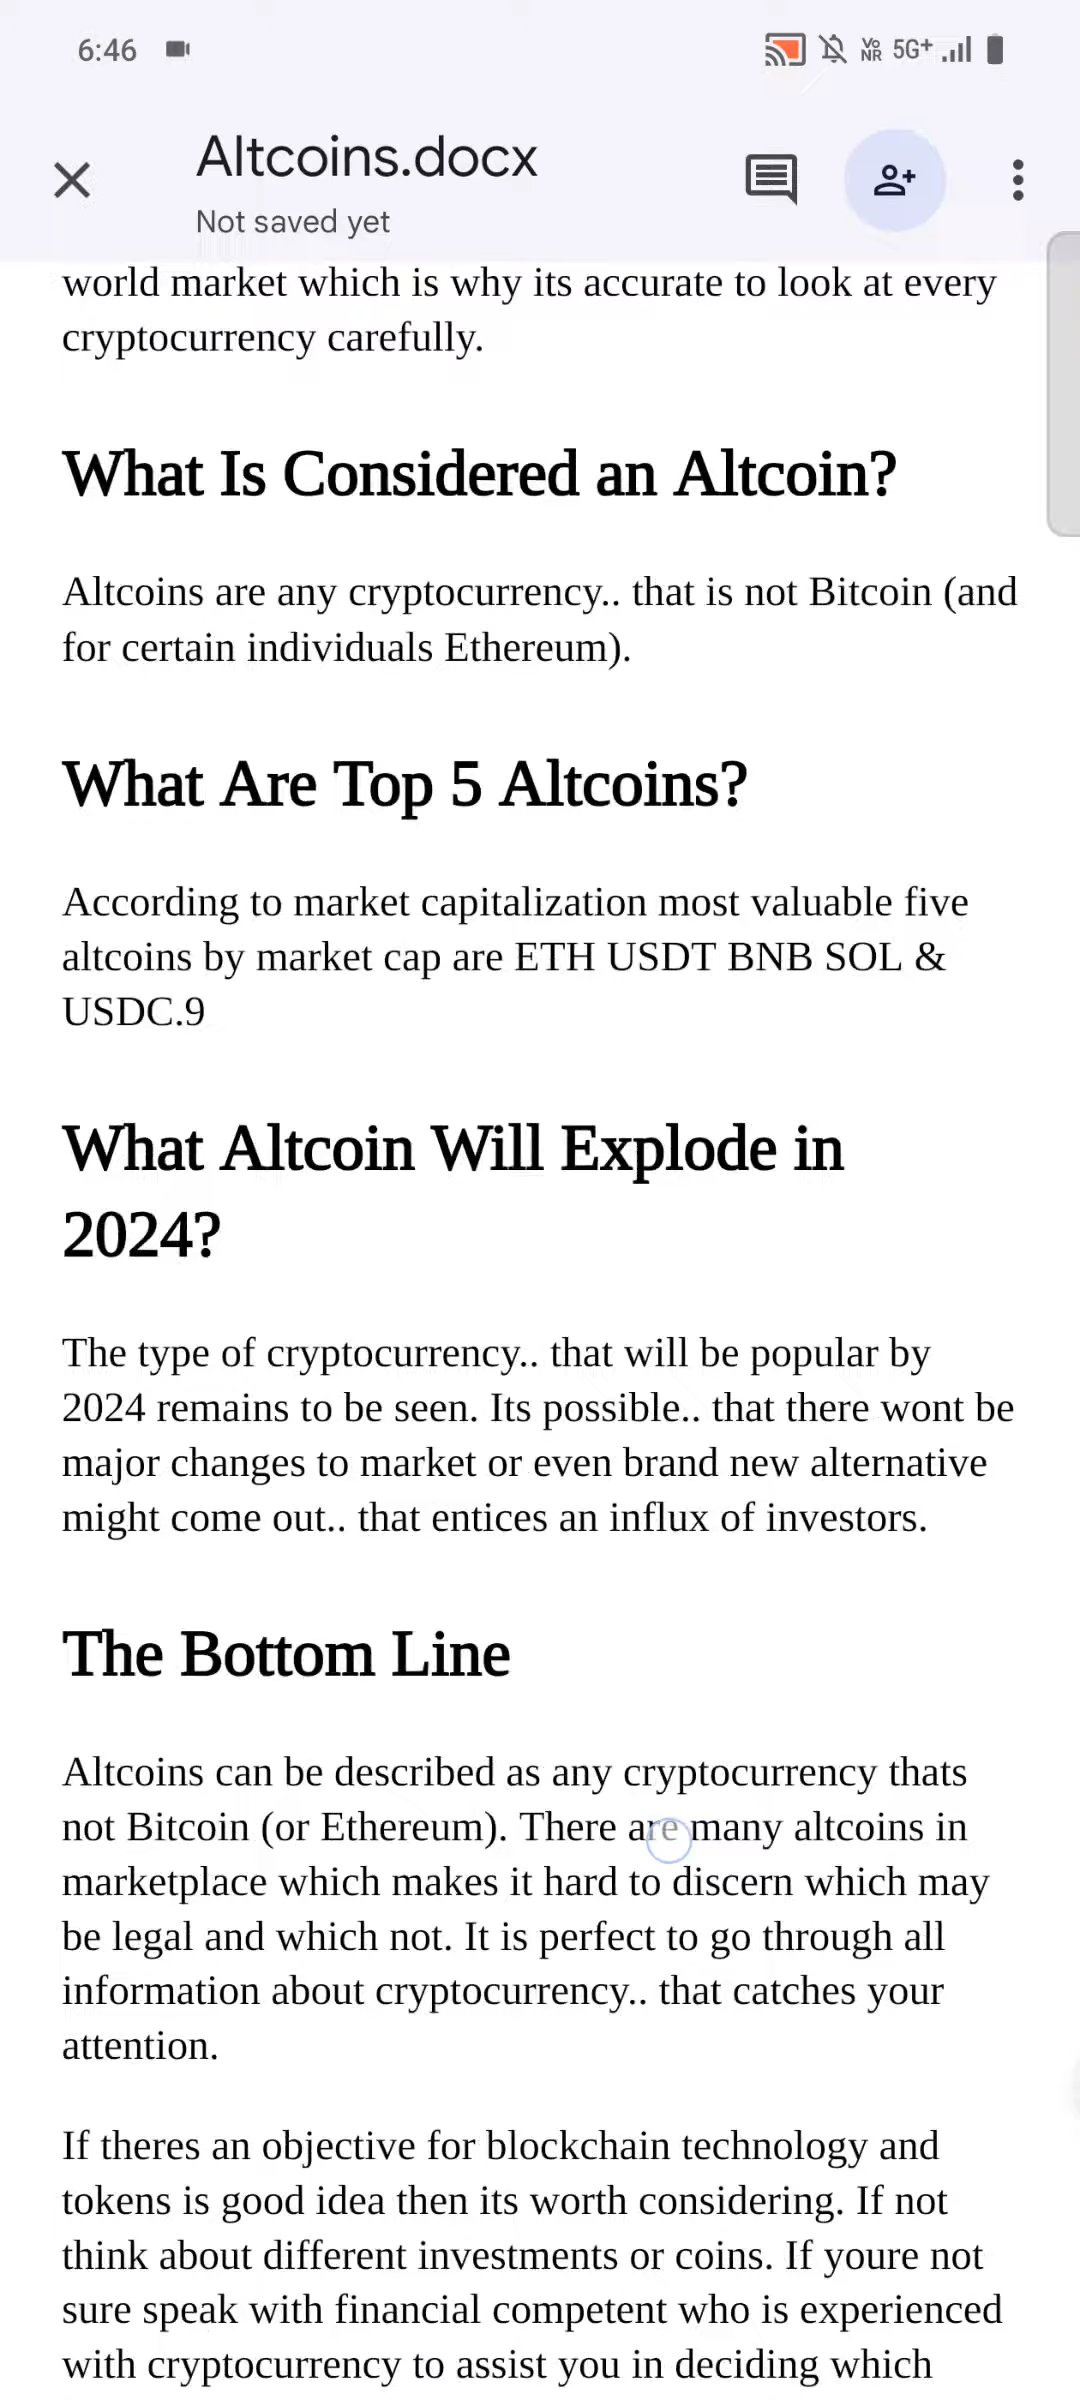 6:46
VO
NR 5G+
Altcoins.docx
Not saved yet
world market which is why its accurate to look at every
cryptocurrency carefully.
What Is Considered an Altcoin?
Altcoins are any cryptocurrency.. that is not Bitcoin (and
for certain individuals Ethereum).
What Are Top 5 Altcoins?
According to market capitalization most valuable five
altcoins by market cap are ETH USDT BNB SOL &
USDC.9
What Altcoin Will Explode in
2024?
The type of cryptocurrency.. that will be popular by
2024 remains to be seen. Its possible.. that there wont be
major changes to market or even brand new alternative
might come out.. that entices an influx of investors.
The Bottom Line
Altcoins can be described as any cryptocurrency thats
not Bitcoin (or Ethereum). There are many altcoins in
marketplace which makes it hard to discern which may
be legal and which not. It is perfect to go through all
information about cryptocurrency.. that catches your
attention.
If theres an objective for blockchain technology and
tokens is good idea then its worth considering. If not
think about different investments or coins. If youre not
sure speak with financial competent who is experienced
with cryptocurrency to assist you in deciding which